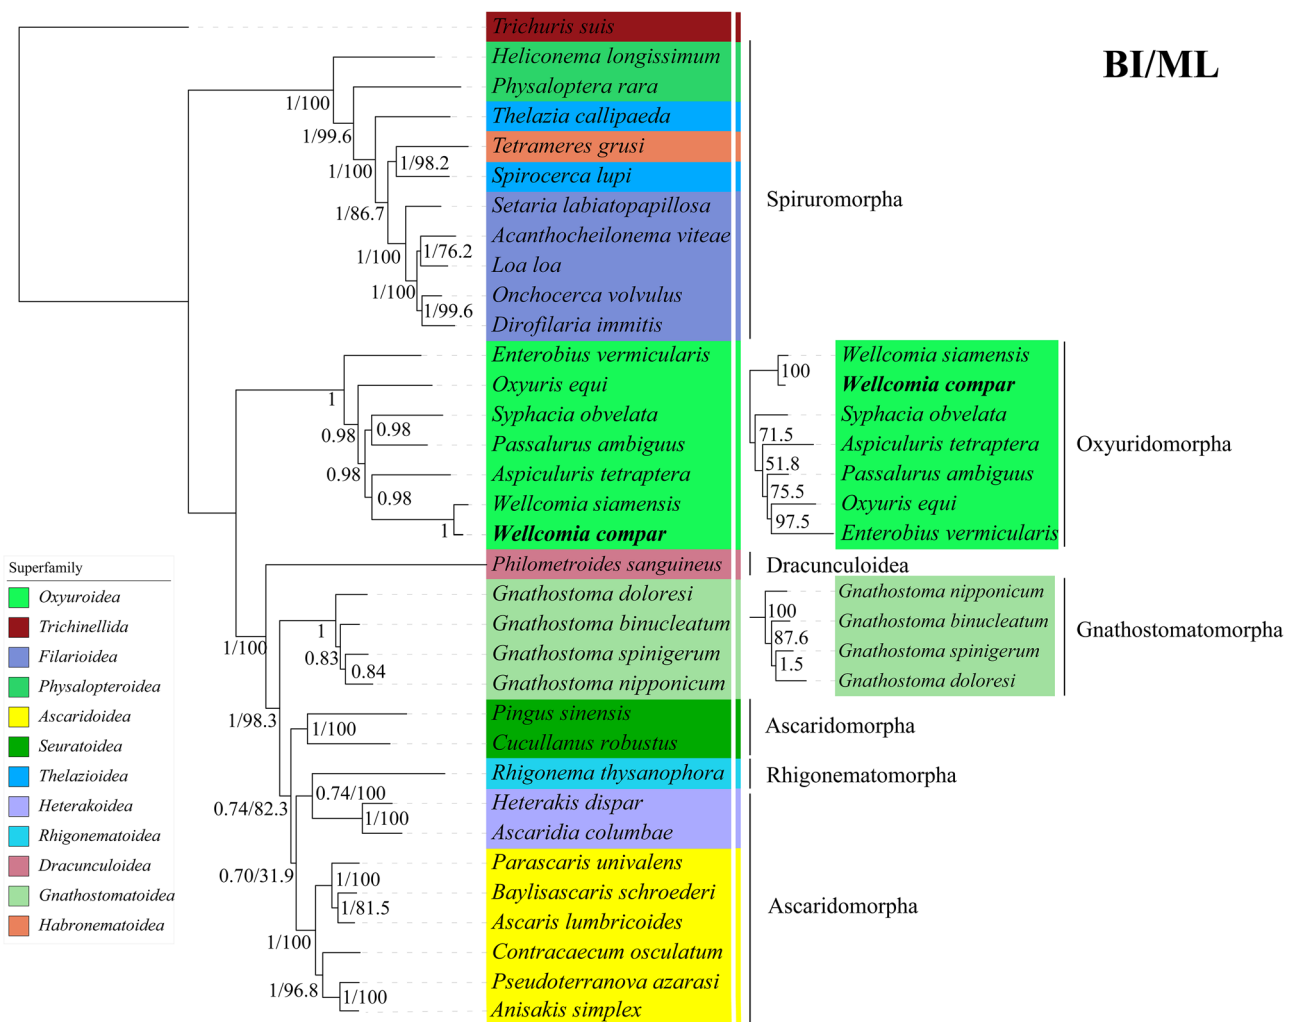 BI/ML
Trichuris suis
Heliconema longissimum
Physaloptera rara
Thelazia callipaeda
Tetrameres grusi
Spirocerca lupi
Setaria labiatopapillosa
Acanthocheilonema viteae
Loa loa
Onchocerca volvulus
Dirofilaria immitis
Enterobius vermicularis
Oxyuris equi
Syphacia obvelata
Passalurus ambiguus
Aspiculuris tetraptera
Wellcomia siamensis
Wellcomia compar
Philometroides sanguineus
Gnathostoma doloresi
Gnathostoma binucleatum
Gnathostoma spinigerum
Gnathostoma nipponicum
Pingus sinensis
Cucullanus robustus
Rhigonema thysanophora
Heterakis dispar
Ascaridia columbae
Parascaris univalens
Baylisascaris schroederi
Ascaris lumbricoides
Contracaecum osculatum
Pseudoterranova azarasi
Anisakis simplex
1/100
1/99.6
1/100
1/98.2
1/86.7
1/100
1/76.2
1/100
1/99.6
1
0.98
0.98
0.98
0.98
1
1/100
1
0.83
0.84
1/98.3
1/100
0.74/82.3
0.74/100
1/100
0.70/31.9
1/100
1/81.5
1/100
1/96.8
1/100
Spiruromorpha
Wellcomia siamensis
Wellcomia compar
Syphacia obvelata
Aspiculuris tetraptera
Passalurus ambiguus
Oxyuris equi
Enterobius vermicularis
100
71.5
51.8
75.5
97.5
Oxyuridomorpha
Dracunculoidea
Gnathostoma nipponicum
Gnathostoma binucleatum
Gnathostoma spinigerum
Gnathostoma doloresi
100
87.6
1.5
Gnathostomatomorpha
Ascaridomorpha
Rhigonematomorpha
Ascaridomorpha
Superfamily
Oxyuroidea
Trichinellida
Filarioidea
Physalopteroidea
Ascaridoidea
Seuratoidea
Thelazioidea
Heterakoidea
Rhigonematoidea
Dracunculoidea
Gnathostomatoidea
Habronematoidea